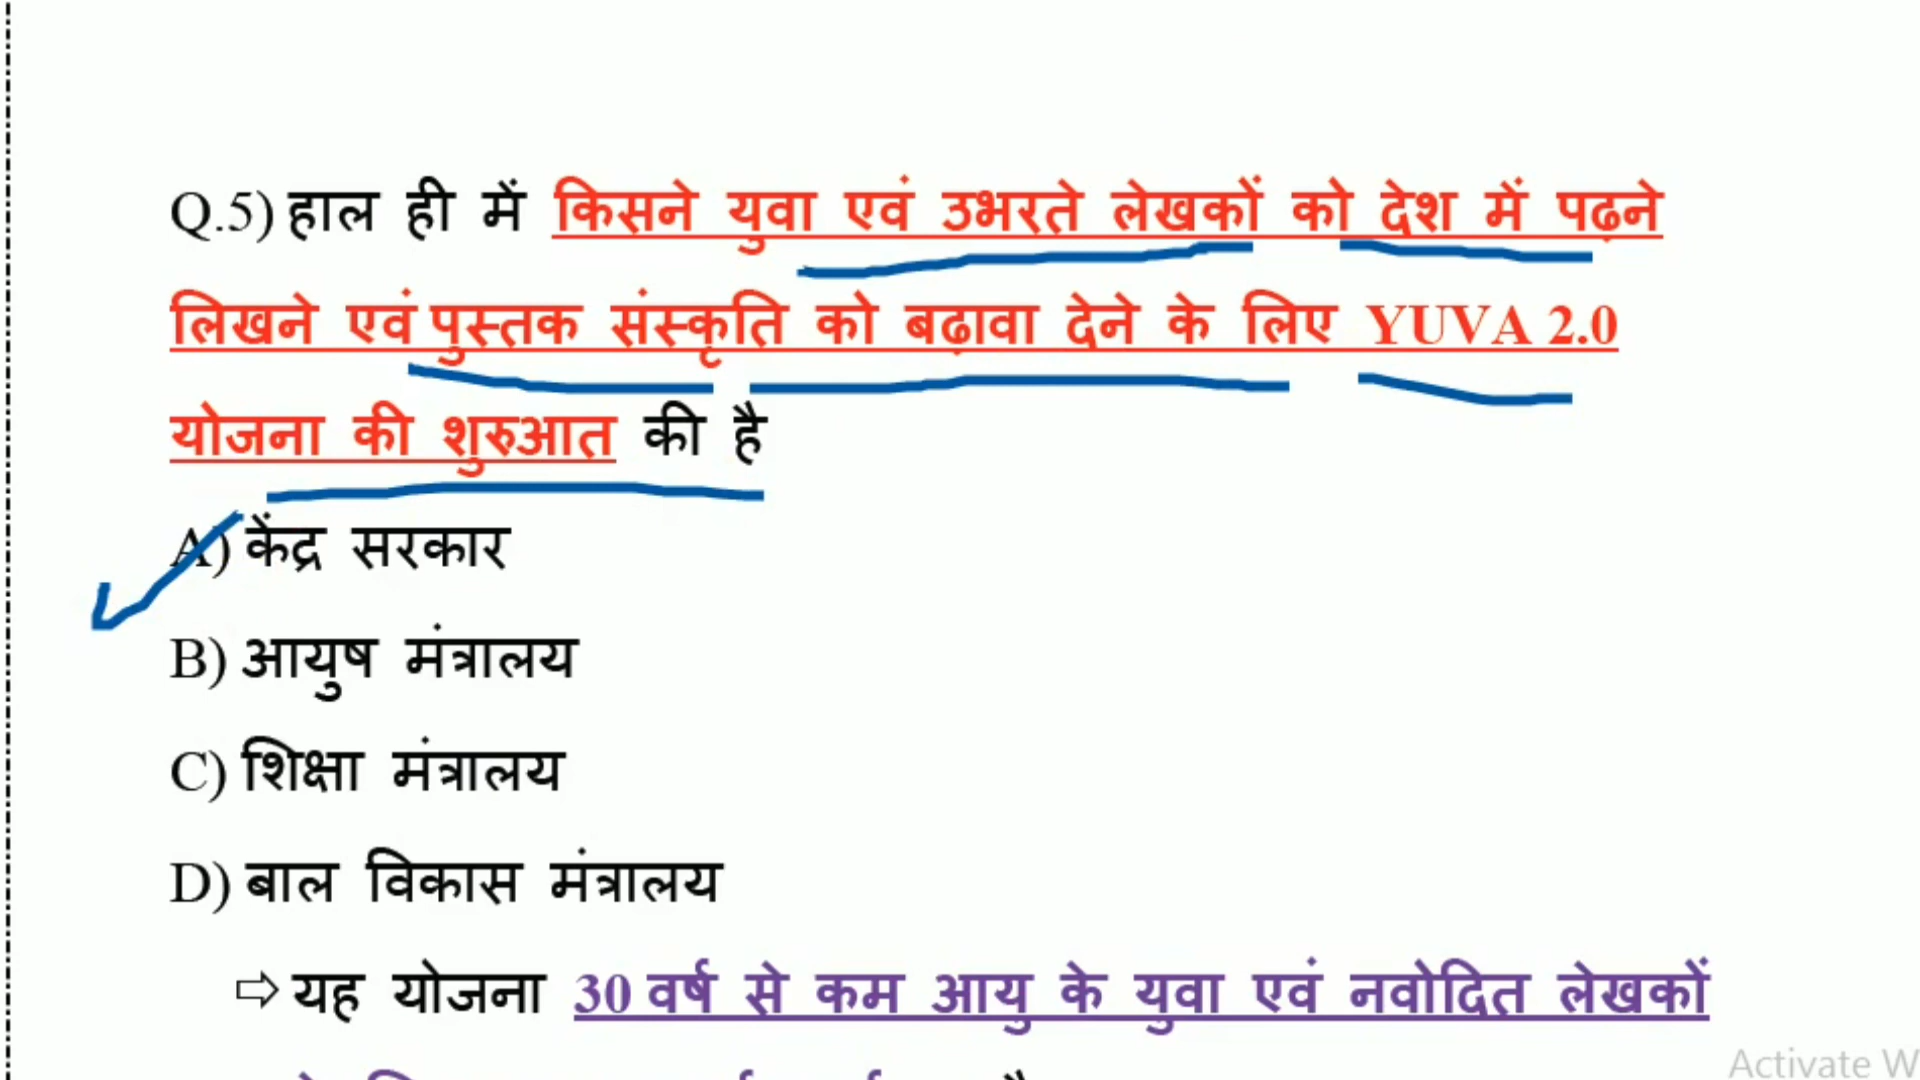 Q.5) हाल ही में किसने युवा एवं उभरते लेखकों को देश में पढ़ने
लिखने एवं पुस्तक संस्कृति को बढ़ावा देने के लिए YUVA 2.0
योजना की शुरुआत की है
A) केंद्र सरकार
B) आयुष मंत्रालय
C) शिक्षा मंत्रालय
D) बाल विकास मंत्रालय
⇨ यह योजना 30 वर्ष से कम आयु के युवा एवं नवोदित लेखकों
Activate W